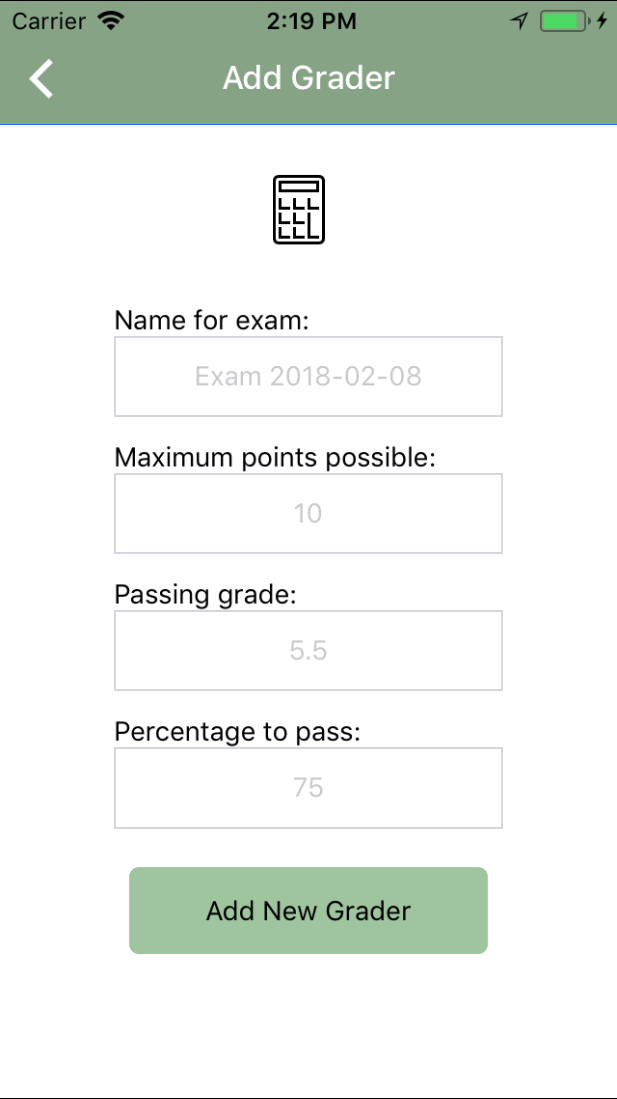 Carrier 2:19 PM
Add Grader
Name for exam:
Exam 2018-02-08
Maximum points possible:
10
Passing grade:
5.5
Percentage to pass:
75
Add New Grader